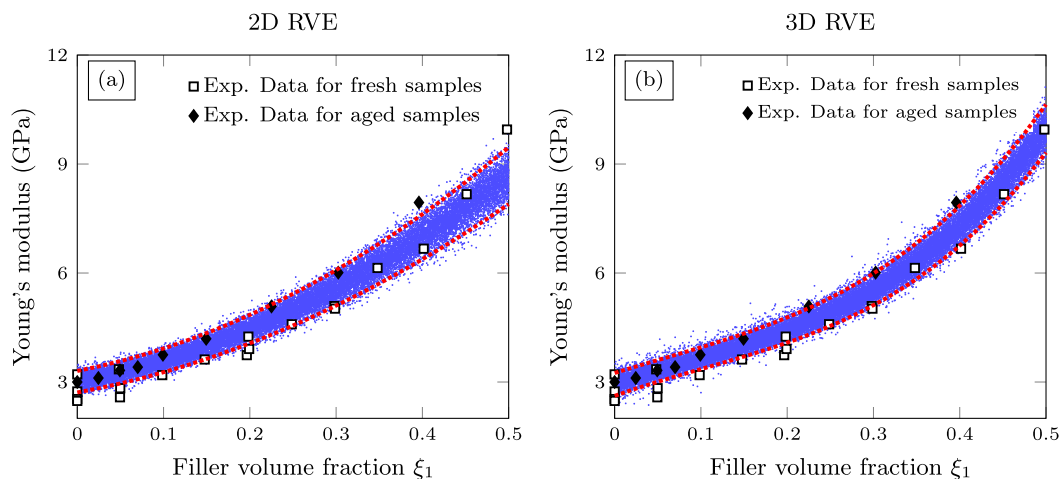 2D RVE
12
9
6
3
0
0.1
0.2
0.3
0.4
0.5
Young's modulus (GPa)
Filler volume fraction ξ₁
(a)
Exp. Data for fresh samples
Exp. Data for aged samples
3D RVE
12
9
6
3
0
0.1
0.2
0.3
0.4
0.5
Young's modulus (GPa)
Filler volume fraction ξ₁
(b)
Exp. Data for fresh samples
Exp. Data for aged samples